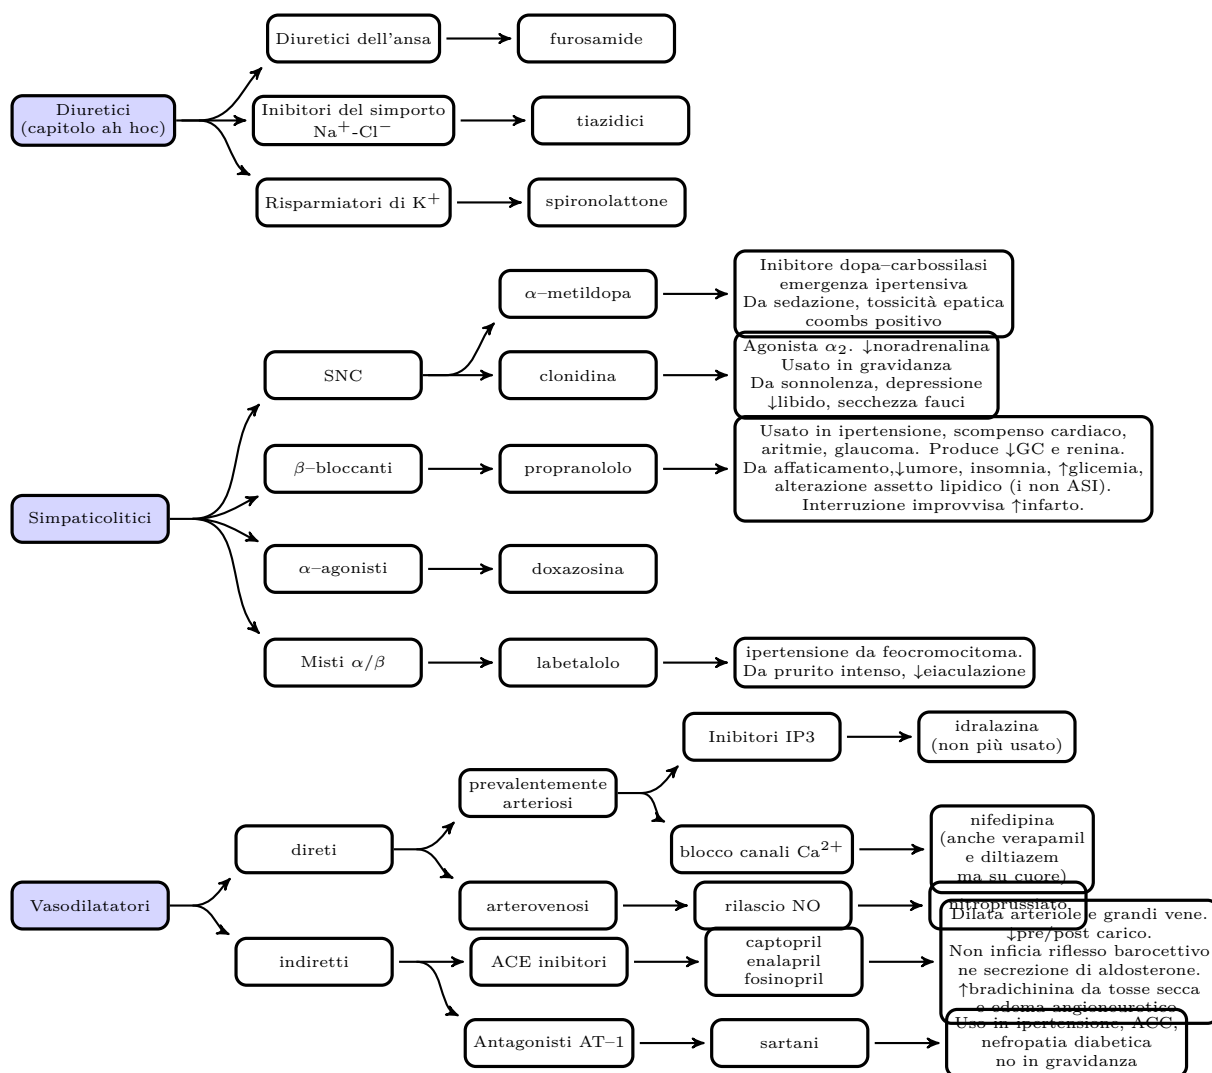 Diuretici
(capitolo ah hoc)
Diuretici dell'ansa
furosamide
Inibitori del simporto
Na⁺-Cl⁻
tiazidici
Risparmiatori di K⁺
spironolattone
Simpaticolitici
SNC
α–metildopa
Inibitore dopa–carbossilasi
emergenza ipertensiva
Da sedazione, tossicità epatica
coombs positivo
clonidina
Agonista α₂. ↓noradrenalina
Usato in gravidanza
Da sonnolenza, depressione
↓libido, secchezza fauci
β–bloccanti
propranololo
Usato in ipertensione, scompenso cardiaco,
aritmie, glaucoma. Produce ↓GC e renina.
Da affaticamento,↓umore, insomnia, ↑glicemia,
alterazione assetto lipidico (i non ASI).
Interruzione improvvisa ↑infarto.
α–agonisti
doxazosina
Misti α/β
labetalolo
ipertensione da feocromocitoma.
Da prurito intenso, ↓eiaculazione
Vasodilatatori
direti
prevalentemente
arteriosi
Inibitori IP3
idralazina
(non più usato)
blocco canali Ca²⁺
nifedipina
(anche verapamil
e diltiazem
ma su cuore)
arterovenosi
rilascio NO
nitroprussiato
indiretti
ACE inibitori
captopril
enalapril
fosinopril
Dilata arteriole e grandi vene.
↓pre/post carico.
Non inficia riflesso barocettivo
ne secrezione di aldosterone.
↑bradichinina da tosse secca
e edema angioneurotico
Antagonisti AT–1
sartani
Uso in ipertensione, ACC,
nefropatia diabetica
no in gravidanza